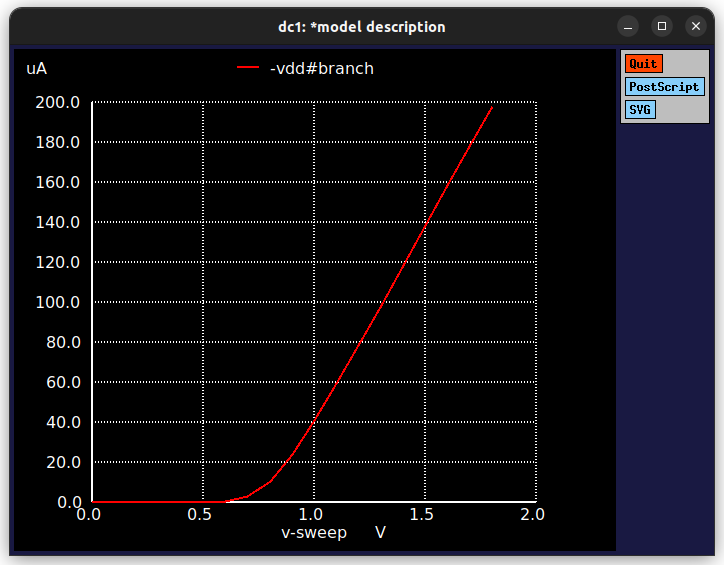 dc1: *model description
uA
-vdd#branch
Quit
PostScript
SVG
200.0
180.0
160.0
140.0
120.0
100.0
80.0
60.0
40.0
20.0
0.0
0.0 0.5 1.0 1.5 2.0
v-sweep V